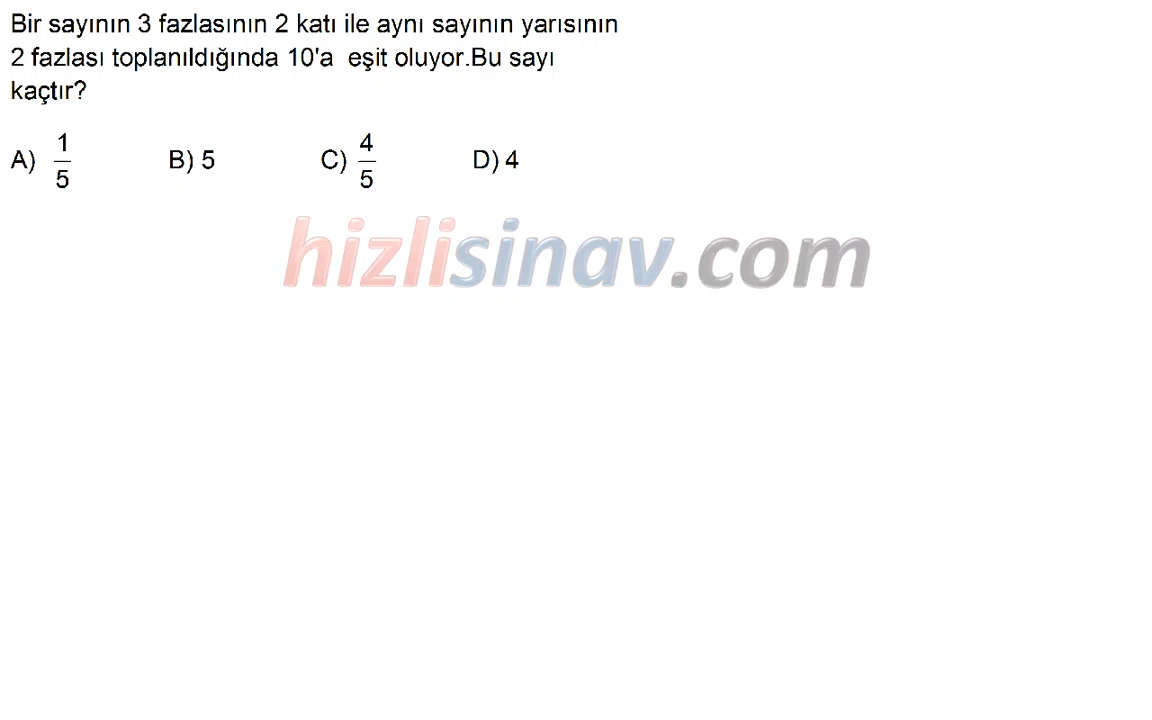 Bir sayının 3 fazlasının 2 katı ile aynı sayının yarısının
2 fazlası toplanıldığında 10'a  eşit oluyor.Bu sayı
kaçtır?
A) 1/5 B) 5 C) 4/5 D) 4
hizlisinav.com